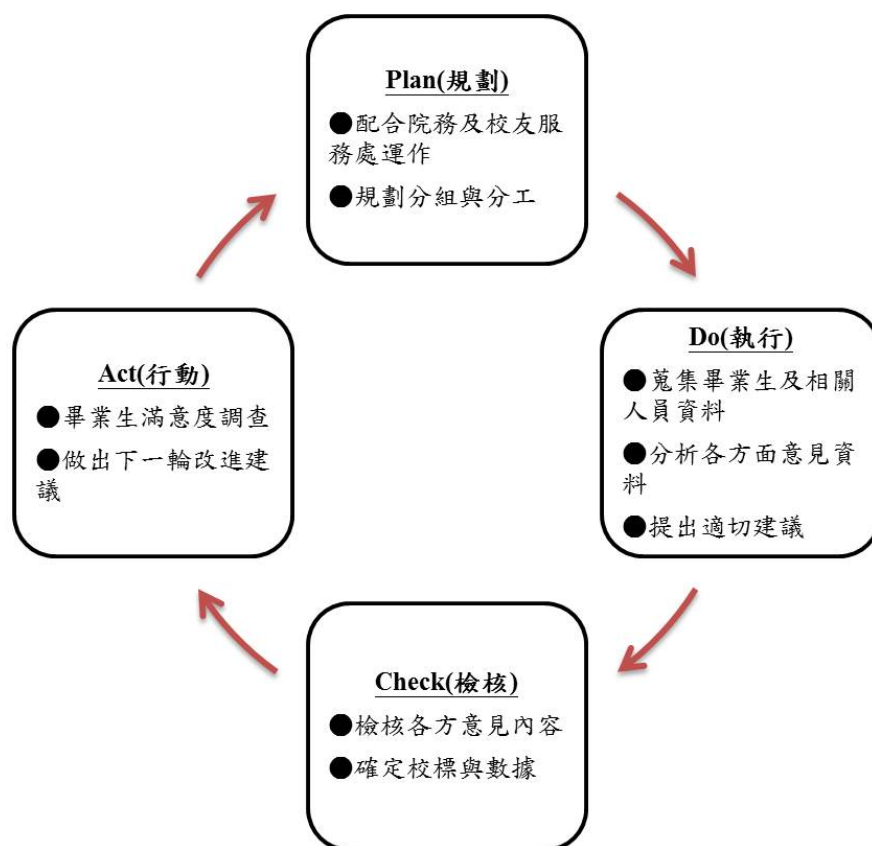 Plan(規劃)
●配合院務及校友服
務處運作
●規劃分組與分工
Do(執行)
●蒐集畢業生及相關
人員資料
●分析各方面意見資
料
●提出適切建議
Check(檢核)
●檢核各方意見內容
●確定校標與數據
Act(行動)
●畢業生滿意度調查
●做出下一輪改進建
議